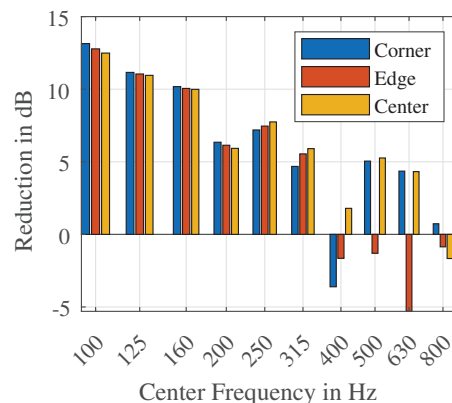 15
10
5
0
-5
Reduction in dB
Corner
Edge
Center
100 125 160 200 250 315 400 500 630 800
Center Frequency in Hz